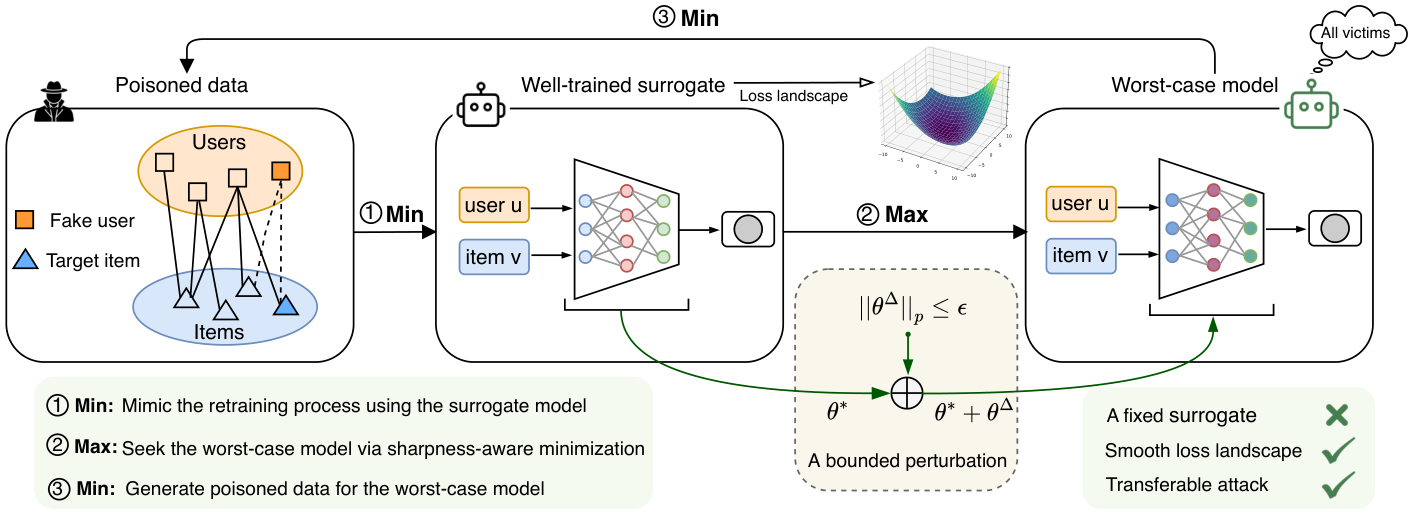 ③ Min
All victims
Poisoned data
Well-trained surrogate
Loss landscape
Worst-case model
Users
Fake user
Target item
Items
① Min
user u
item v
② Max
user u
item v
||θ^Δ||_p ≤ ϵ
θ*
θ* + θ^Δ
A bounded perturbation
① Min: Mimic the retraining process using the surrogate model
② Max: Seek the worst-case model via sharpness-aware minimization
③ Min: Generate poisoned data for the worst-case model
A fixed surrogate ✕
Smooth loss landscape ✓
Transferable attack ✓